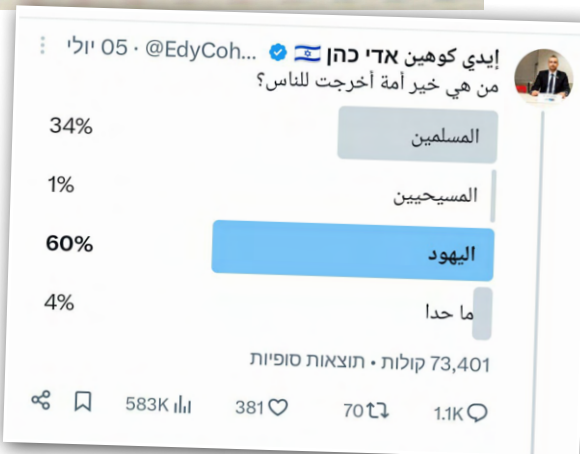 إيدي كوهين אדי כהן 🇮🇱 @EdyCoh... · 05 יולי
من هي خير أمة أخرجت للناس؟
المسلمين 34%
المسيحيين 1%
اليهود 60%
ما حدا 4%
73,401 קולות · תוצאות סופיות
1.1K 70 381 583K